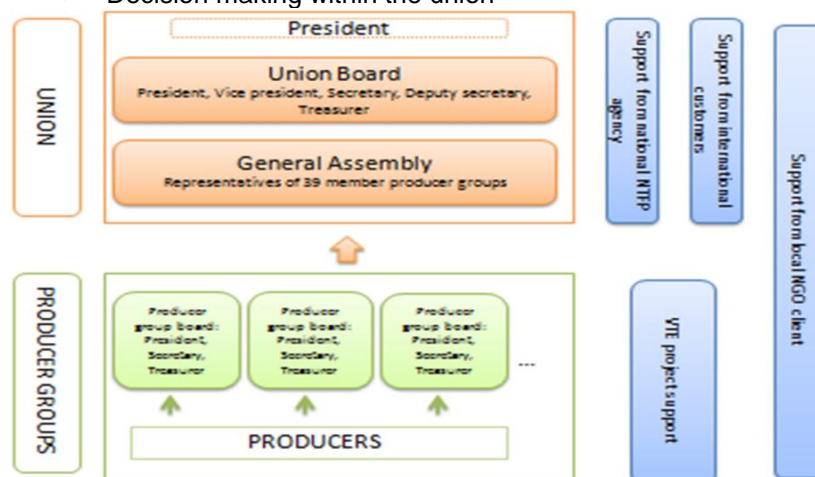 Decision making within the union
UNION
President
Union Board
President, Vice president, Secretary, Deputy secretary,
Treasurer
General Assembly
Representatives of 39 member producer groups
Support from national NTFP
agency
Support from international
customers
Support from local NGO client
PRODUCER GROUPS
Producer
group board:
President,
Secretary,
Treasurer
Producer
group board:
President,
Secretary,
Treasurer
Producer
group board:
President,
Secretary,
Treasurer
...
PRODUCERS
VTE project support